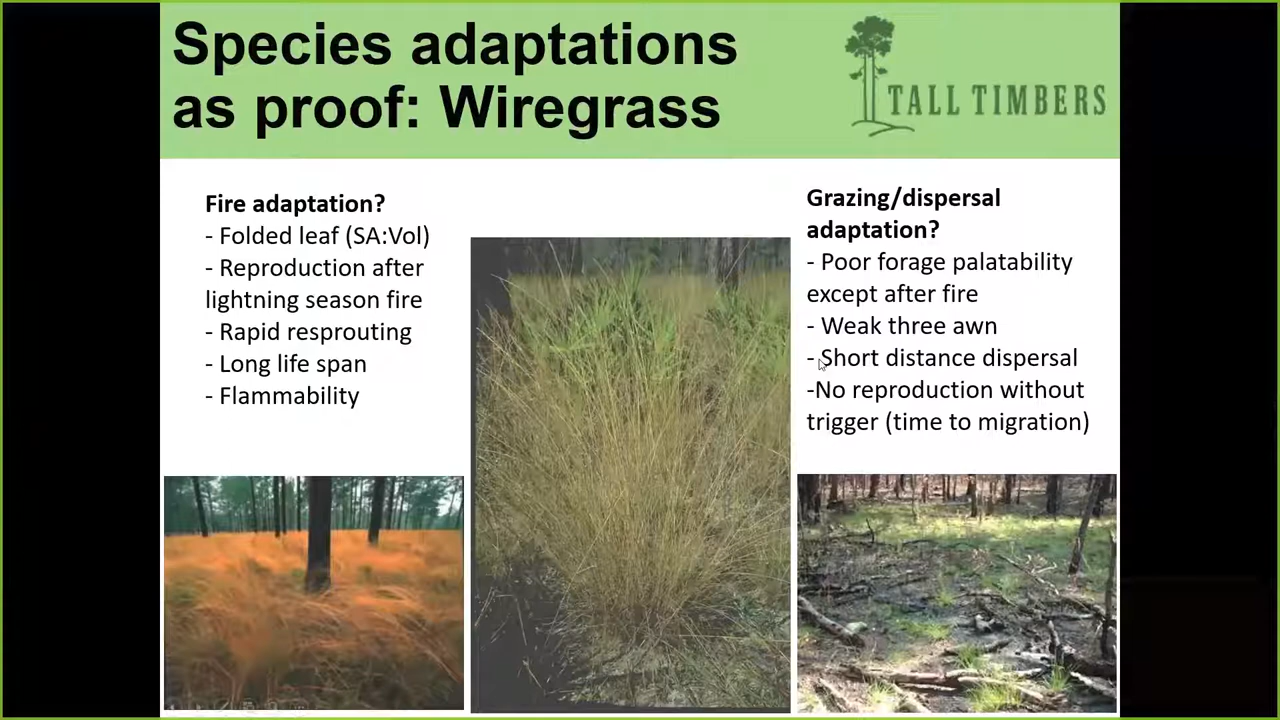 Species adaptations
as proof: Wiregrass
TALL TIMBERS
Fire adaptation?
- Folded leaf (SA:Vol)
- Reproduction after
lightning season fire
- Rapid resprouting
- Long life span
- Flammability
Grazing/dispersal
adaptation?
- Poor forage palatability
except after fire
- Weak three awn
- Short distance dispersal
-No reproduction without
trigger (time to migration)